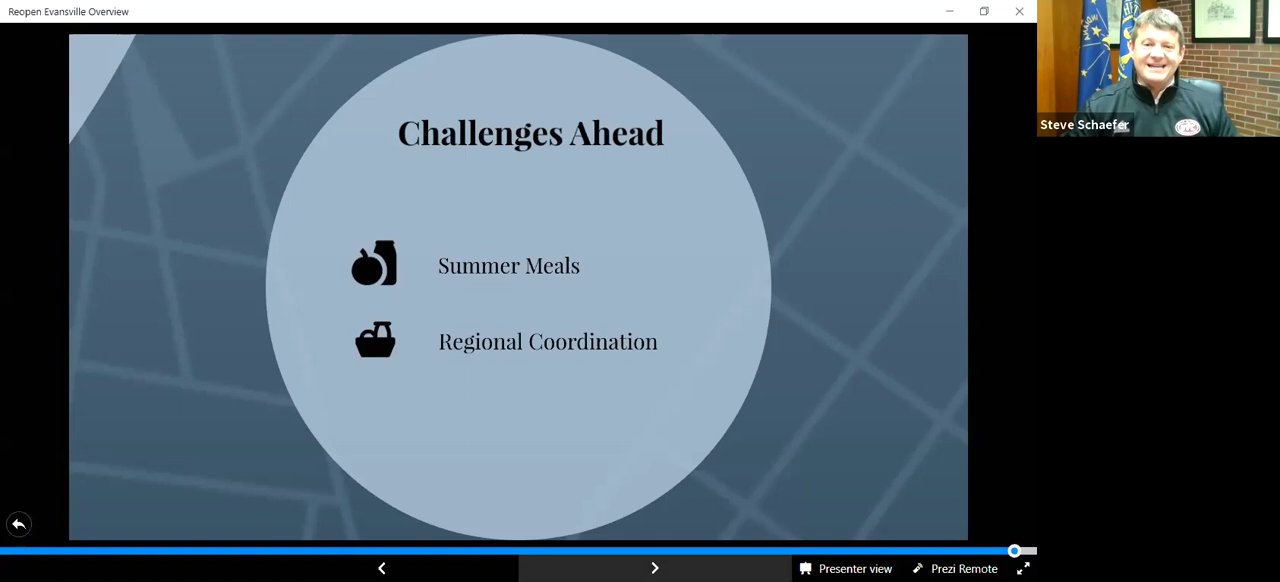 Reopen Evansville Overview
Steve Schaefer
Challenges Ahead
Summer Meals
Regional Coordination
Presenter view
Prezi Remote